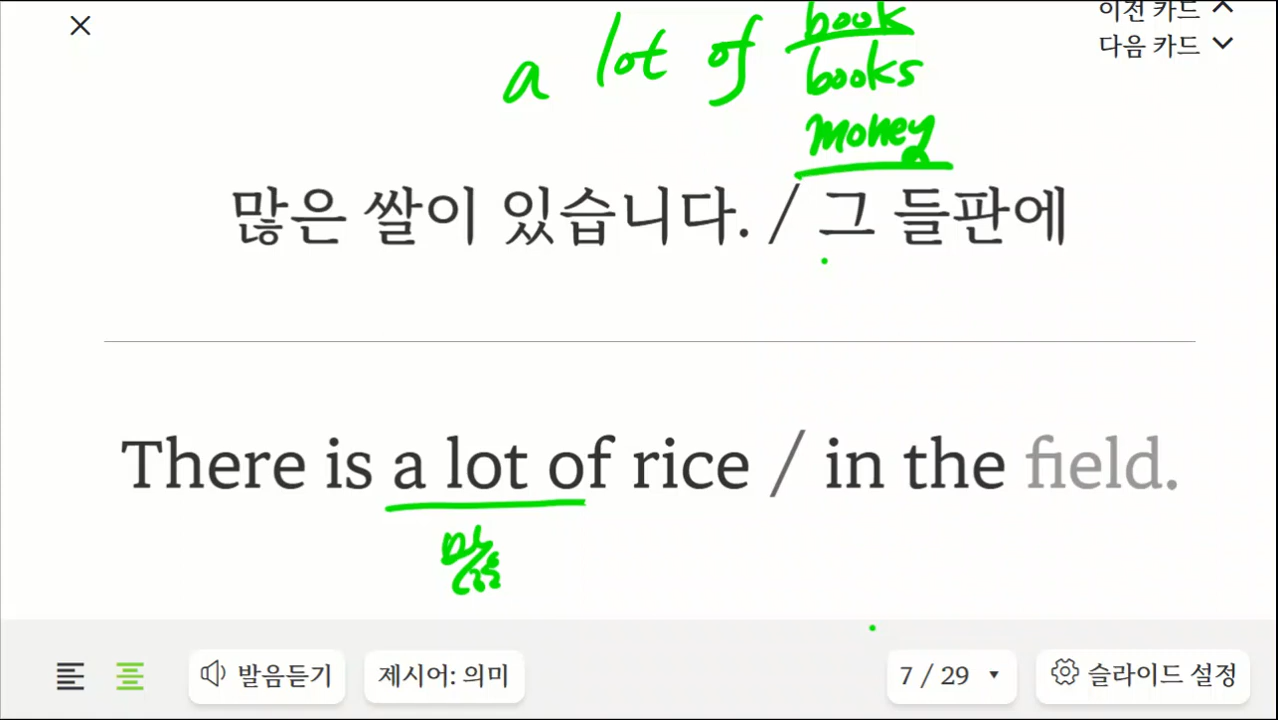 이전 카드
다음 카드
a lot of book
books
money
많은 쌀이 있습니다. / 그 들판에
There is a lot of rice / in the field.
많은
발음듣기 제시어: 의미 7 / 29 슬라이드 설정